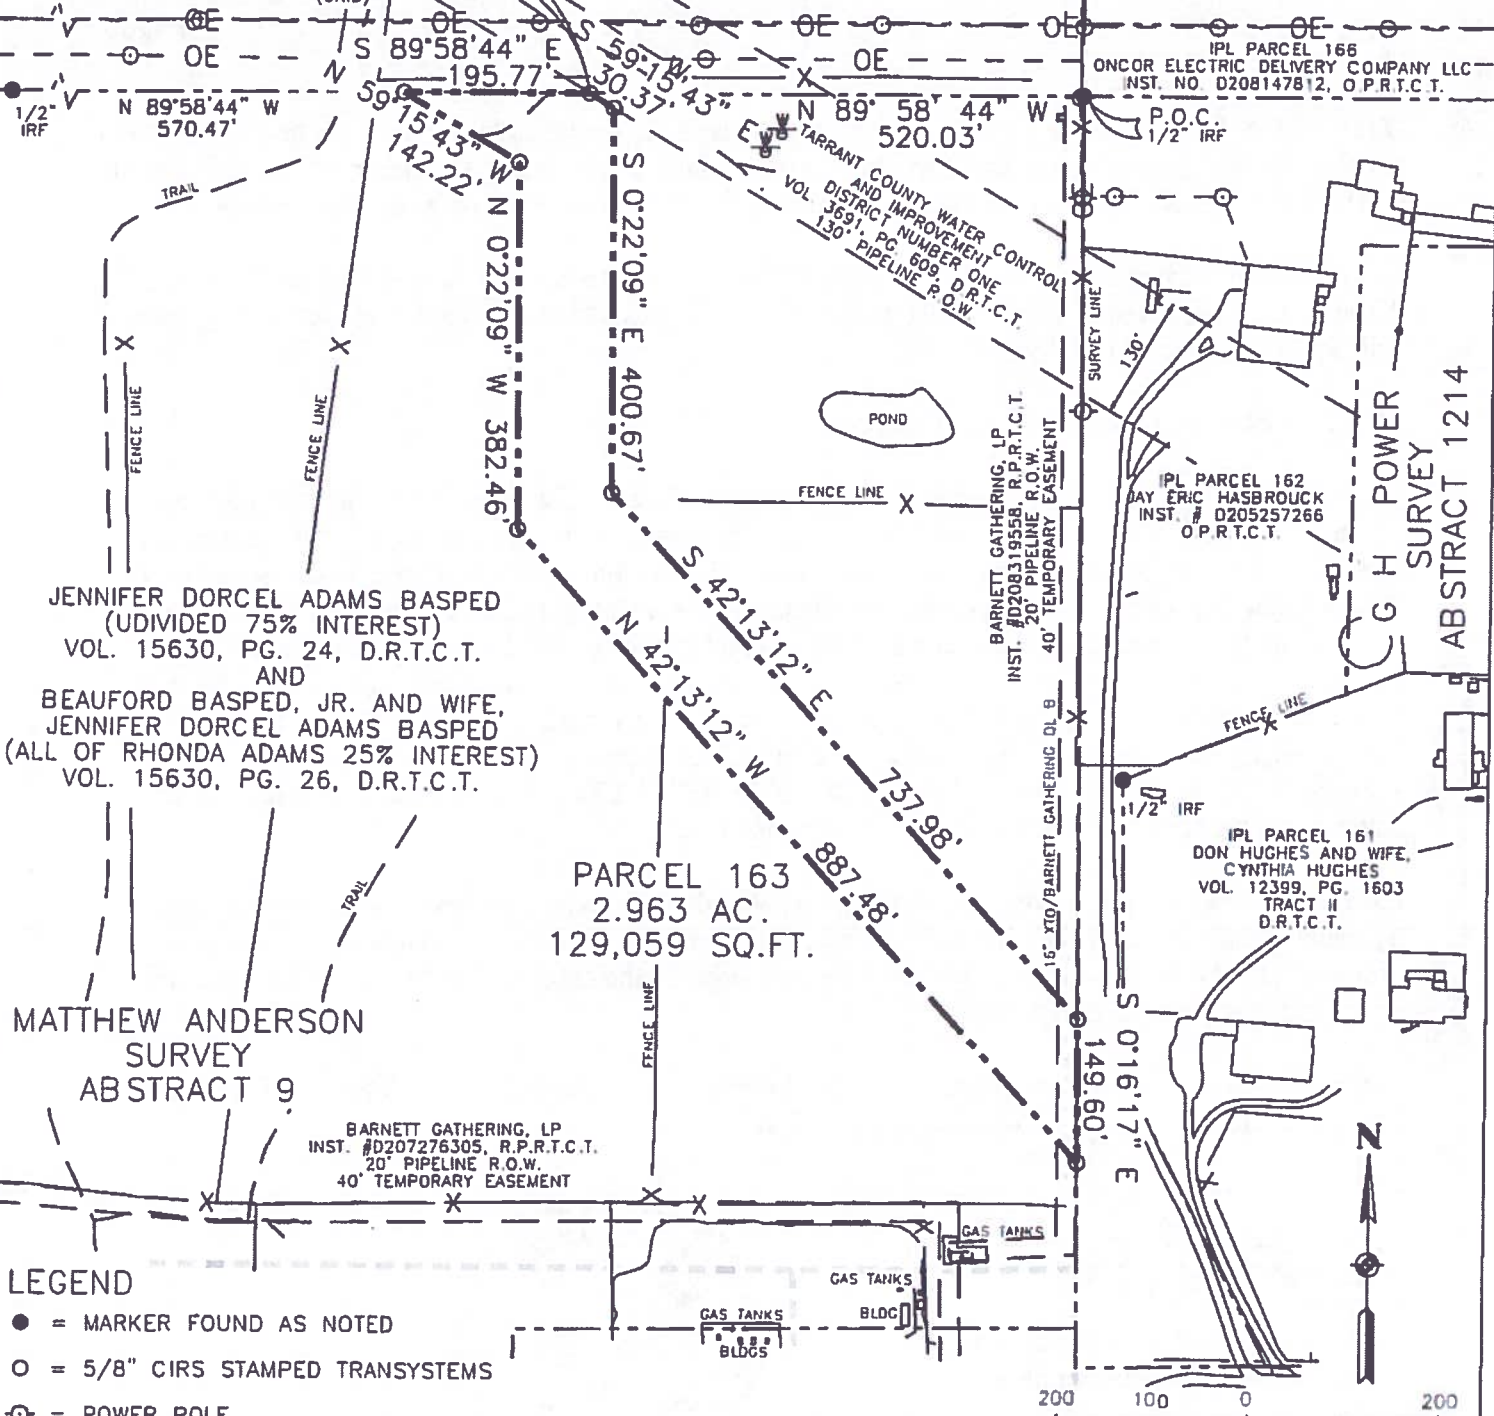 OE
OE
OE
OE
OE
OE
S 89°58'44" E
195.77'
N 59°15'43" W
142.22'
S 59°15'43" E
30.37'
1/2"
IRF
N 89°58'44" W
570.47'
N 89° 58' 44" W
520.03'
IPL PARCEL 166
ONCOR ELECTRIC DELIVERY COMPANY LLC
INST. NO. D208147812, O.P.R.T.C.T.
P.O.C.
1/2" IRF
TARRANT COUNTY WATER CONTROL
AND IMPROVEMENT
DISTRICT NUMBER ONE
VOL. 3691, PG. 609, D.R.T.C.T.
130' PIPELINE R.O.W.
TRAIL
N 0°22'09" W 382.46'
S 0°22'09" E 400.67'
SURVEY LINE
130'
FENCE LINE
FENCE LINE
POND
FENCE LINE
BARNETT GATHERING, LP
INST. #D208319558, R.P.R.T.C.T.
20' PIPELINE R.O.W.
40' TEMPORARY EASEMENT
IPL PARCEL 162
JAY ERIC HASBROUCK
INST. # D205257266
O.P.R.T.C.T.
G H POWER
SURVEY
ABSTRACT 1214
JENNIFER DORCEL ADAMS BASPED
(UDIVIDED 75% INTEREST)
VOL. 15630, PG. 24, D.R.T.C.T.
AND
BEAUFORD BASPED, JR. AND WIFE,
JENNIFER DORCEL ADAMS BASPED
(ALL OF RHONDA ADAMS 25% INTEREST)
VOL. 15630, PG. 26, D.R.T.C.T.
S 42°13'12" E
737.98'
N 42°13'12" W
887.48'
FENCE LINE
16" XTO/BARNETT GATHERING QL B
1/2" IRF
IPL PARCEL 161
DON HUGHES AND WIFE,
CYNTHIA HUGHES
VOL. 12399, PG. 1603
TRACT II
D.R.T.C.T.
TRAIL
PARCEL 163
2.963 AC.
129,059 SQ.FT.
FENCE LINE
S 0°16'17" E
149.60'
MATTHEW ANDERSON
SURVEY
ABSTRACT 9
BARNETT GATHERING, LP
INST. #D207276305, R.P.R.T.C.T.
20' PIPELINE R.O.W.
40' TEMPORARY EASEMENT
N
GAS TANKS
GAS TANKS
BLDG
GAS TANKS
BLDGS
LEGEND
= MARKER FOUND AS NOTED
= 5/8" CIRS STAMPED TRANSYSTEMS
= POWER POLE
200 100 0 200